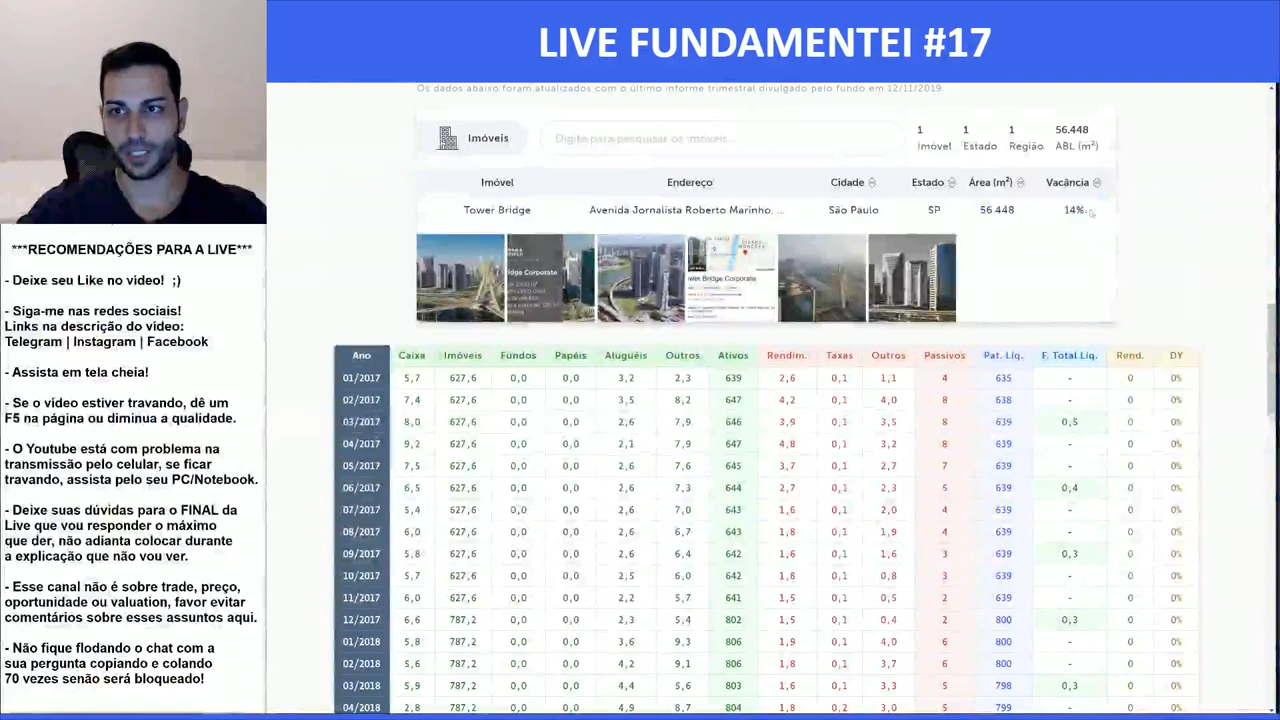 LIVE FUNDAMENTEI #17
Os dados abaixo foram atualizados com o último informe trimestral divulgado pelo fundo em 12/11/2019.
Imóveis
Digite para pesquisar os imóveis...
1 1 1 56.448
Imóvel Estado Região ABL (m²)
Imóvel Endereço Cidade Estado Área (m²) Vacância
Tower Bridge Avenida Jornalista Roberto Marinho, ... São Paulo SP 56.448 14%
***RECOMENDAÇÕES PARA A LIVE***
- Deixe seu Like no vídeo! ;)
- Siga-me nas redes sociais!
Links na descrição do vídeo:
Telegram | Instagram | Facebook
- Assista em tela cheia!
- Se o vídeo estiver travando, dê um
F5 na página ou diminua a qualidade.
- O Youtube está com problema na
transmissão pelo celular, se ficar
travando, assista pelo seu PC/Notebook.
- Deixe suas dúvidas para o FINAL da
Live que vou responder o máximo
que der, não adianta colocar durante
a explicação que não vou ver.
- Esse canal não é sobre trade, preço,
oportunidade ou valuation, favor evitar
comentários sobre esses assuntos aqui.
- Não fique flodando o chat com a
sua pergunta copiando e colando
70 vezes senão será bloqueado!
Ano Caixa Imóveis Fundos Papéis Aluguéis Outros Ativos Rendim. Taxas Outros Passivos Pat. Líq. F. Total Líq. Rend. DY
01/2017 5,7 627,6 0,0 0,0 3,2 2,3 639 2,6 0,1 1,1 4 635 - 0 0%
02/2017 7,4 627,6 0,0 0,0 3,5 8,2 647 4,2 0,1 4,0 8 638 - 0 0%
03/2017 8,0 627,6 0,0 0,0 2,6 7,9 646 3,9 0,1 3,5 8 639 0,5 0 0%
04/2017 9,2 627,6 0,0 0,0 2,1 7,9 647 4,8 0,1 3,2 8 639 - 0 0%
05/2017 7,5 627,6 0,0 0,0 2,6 7,6 645 3,7 0,1 2,7 7 639 - 0 0%
06/2017 6,5 627,6 0,0 0,0 2,6 7,3 644 2,7 0,1 2,3 5 639 0,4 0 0%
07/2017 5,4 627,6 0,0 0,0 2,6 7,0 643 1,8 0,1 2,1 4 639 - 0 0%
08/2017 6,0 627,6 0,0 0,0 2,6 6,7 643 1,8 0,1 1,9 4 639 - 0 0%
09/2017 5,8 627,6 0,0 0,0 2,6 6,4 642 1,6 0,1 1,6 3 639 0,3 0 0%
10/2017 5,7 627,6 0,0 0,0 2,5 6,0 642 1,8 0,1 0,8 3 639 - 0 0%
11/2017 6,0 627,6 0,0 0,0 2,2 5,7 641 1,5 0,1 0,6 2 639 - 0 0%
12/2017 6,6 787,2 0,0 0,0 2,3 5,4 802 1,5 0,1 0,4 2 800 0,3 0 0%
01/2018 5,8 787,2 0,0 0,0 3,6 9,3 806 1,8 0,1 4,0 6 800 - 0 0%
02/2018 5,6 787,2 0,0 0,0 4,2 9,1 806 1,8 0,1 3,7 6 800 - 0 0%
03/2018 5,9 787,2 0,0 0,0 4,4 5,6 803 1,6 0,1 3,3 5 798 0,3 0 0%
04/2018 2,8 787,2 0,0 0,0 4,9 8,7 804 1,8 0,2 3,0 5 799 - 0 0%